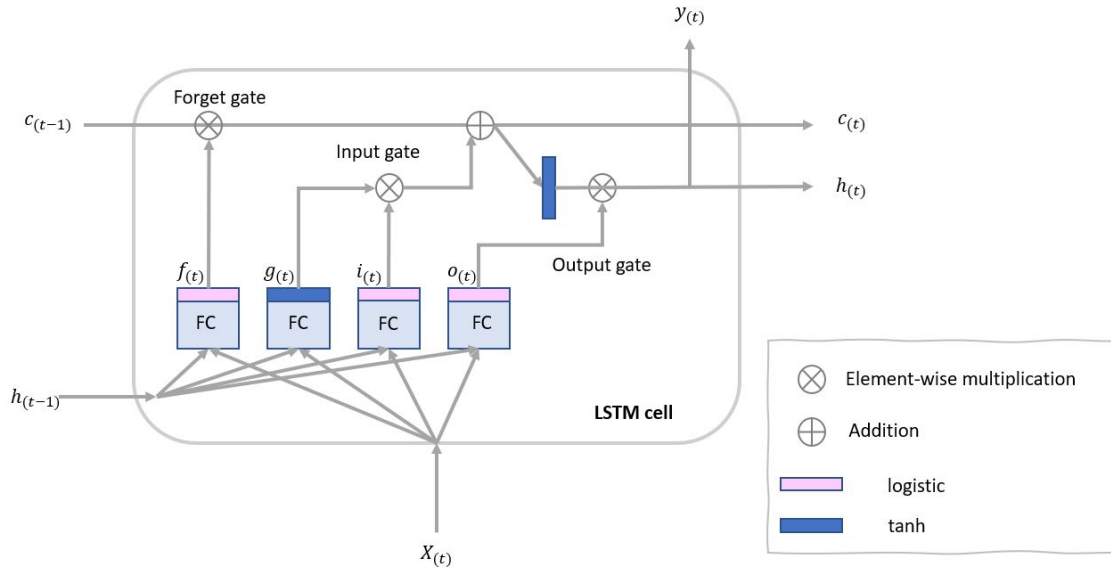 y(t)
Forget gate
c(t−1)
c(t)
Input gate
h(t)
f(t)
g(t)
i(t)
o(t)
Output gate
FC
FC
FC
FC
h(t−1)
LSTM cell
X(t)
Element-wise multiplication
Addition
logistic
tanh